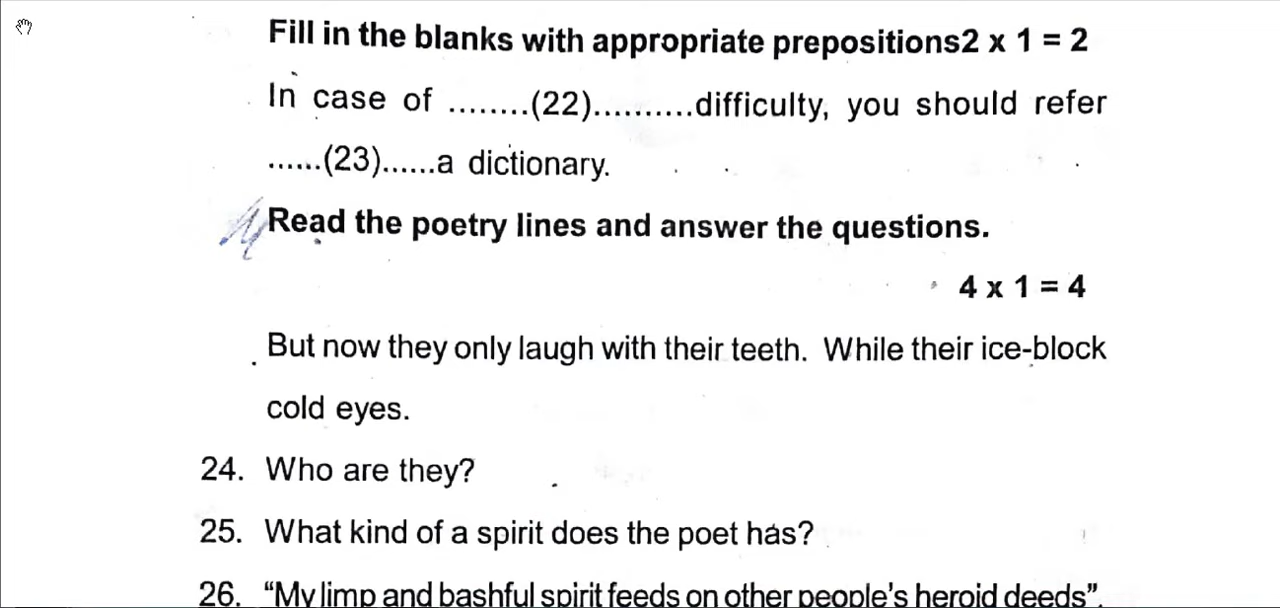 Fill in the blanks with appropriate prepositions2 x 1 = 2
In case of ........(22)..........difficulty, you should refer
......(23)......a dictionary.
Read the poetry lines and answer the questions.
4 x 1 = 4
But now they only laugh with their teeth. While their ice-block
cold eyes.
24. Who are they?
25. What kind of a spirit does the poet has?
26. “My limp and bashful spirit feeds on other people's heroid deeds”.